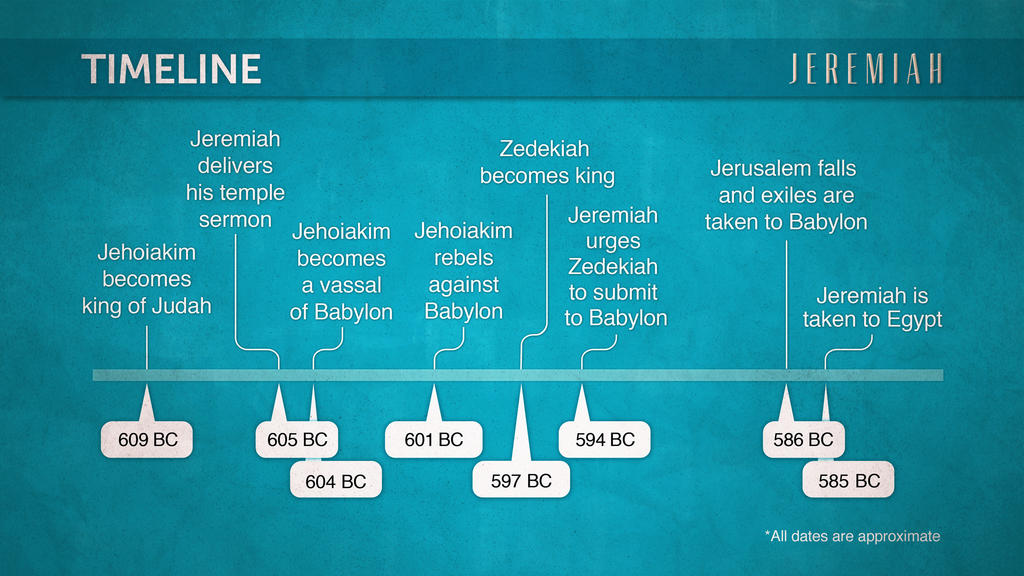 TIMELINE
JEREMIAH
Jehoiakim
becomes
king of Judah
Jeremiah
delivers
his temple
sermon
Jehoiakim
becomes
a vassal
of Babylon
Jehoiakim
rebels
against
Babylon
Zedekiah
becomes king
Jeremiah
urges
Zedekiah
to submit
to Babylon
Jerusalem falls
and exiles are
taken to Babylon
Jeremiah is
taken to Egypt
609 BC
605 BC
604 BC
601 BC
597 BC
594 BC
586 BC
585 BC
*All dates are approximate